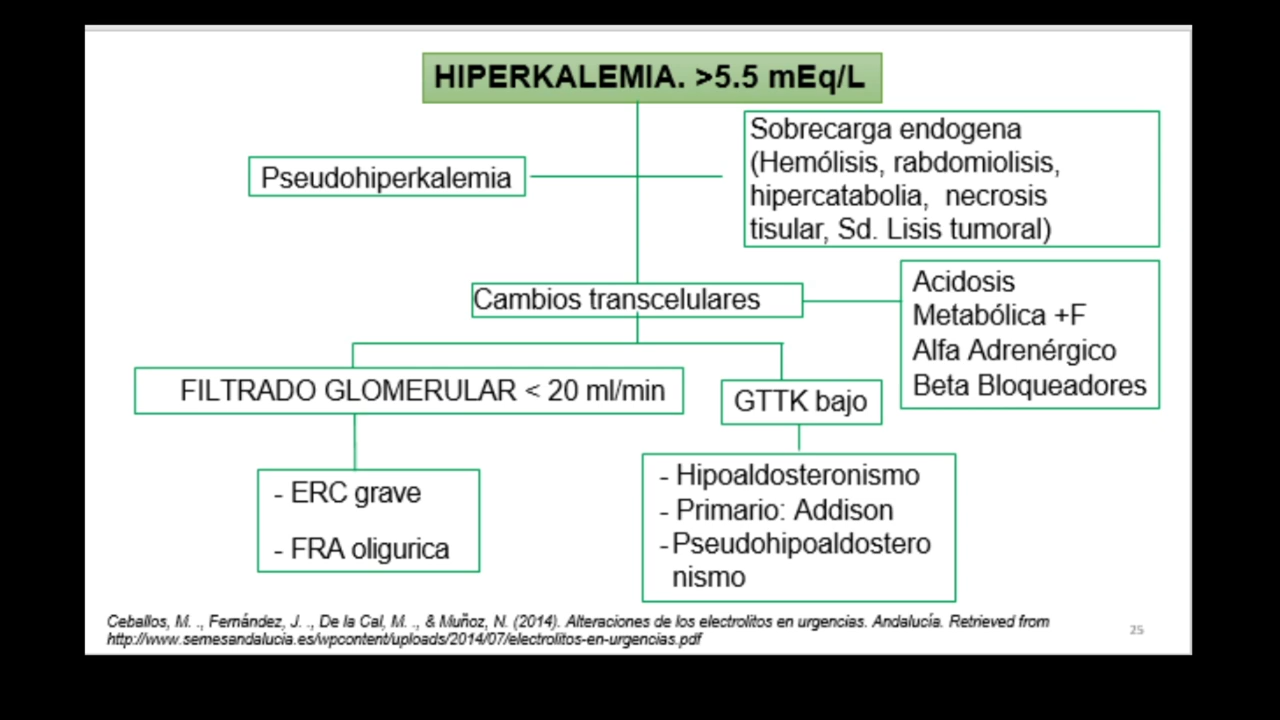 HIPERKALEMIA. >5.5 mEq/L
Pseudohiperkalemia
Sobrecarga endogena
(Hemólisis, rabdomiolisis,
hipercatabolia, necrosis
tisular, Sd. Lisis tumoral)
Cambios transcelulares
Acidosis
Metabólica +F
Alfa Adrenérgico
Beta Bloqueadores
FILTRADO GLOMERULAR < 20 ml/min
GTTK bajo
- ERC grave
- FRA oligurica
- Hipoaldosteronismo
- Primario: Addison
- Pseudohipoaldostero
nismo
Ceballos, M. ., Fernández, J. ., De la Cal, M. ., & Muñoz, N. (2014). Alteraciones de los electrolitos en urgencias. Andalucía. Retrieved from
http://www.semesandalucia.es/wpcontent/uploads/2014/07/electrolitos-en-urgencias.pdf
25